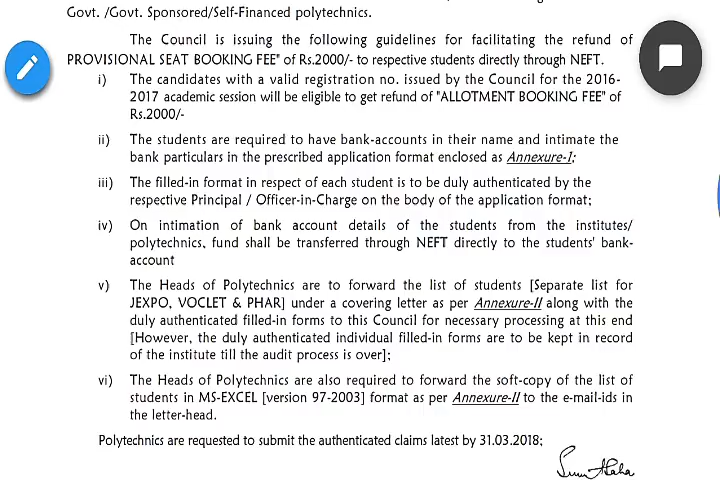 Govt. /Govt. Sponsored/Self-Financed polytechnics.
The Council is issuing the following guidelines for facilitating the refund of
PROVISIONAL SEAT BOOKING FEE" of Rs.2000/- to respective students directly through NEFT.
i) The candidates with a valid registration no. issued by the Council for the 2016-
2017 academic session will be eligible to get refund of "ALLOTMENT BOOKING FEE" of
Rs.2000/-
ii) The students are required to have bank-accounts in their name and intimate the
bank particulars in the prescribed application format enclosed as Annexure-I;
iii) The filled-in format in respect of each student is to be duly authenticated by the
respective Principal / Officer-in-Charge on the body of the application format;
iv) On intimation of bank account details of the students from the institutes/
polytechnics, fund shall be transferred through NEFT directly to the students' bank-
account
v) The Heads of Polytechnics are to forward the list of students [Separate list for
JEXPO, VOCLET & PHAR] under a covering letter as per Annexure-II along with the
duly authenticated filled-in forms to this Council for necessary processing at this end
[However, the duly authenticated individual filled-in forms are to be kept in record
of the institute till the audit process is over];
vi) The Heads of Polytechnics are also required to forward the soft-copy of the list of
students in MS-EXCEL [version 97-2003] format as per Annexure-II to the e-mail-ids in
the letter-head.
Polytechnics are requested to submit the authenticated claims latest by 31.03.2018;